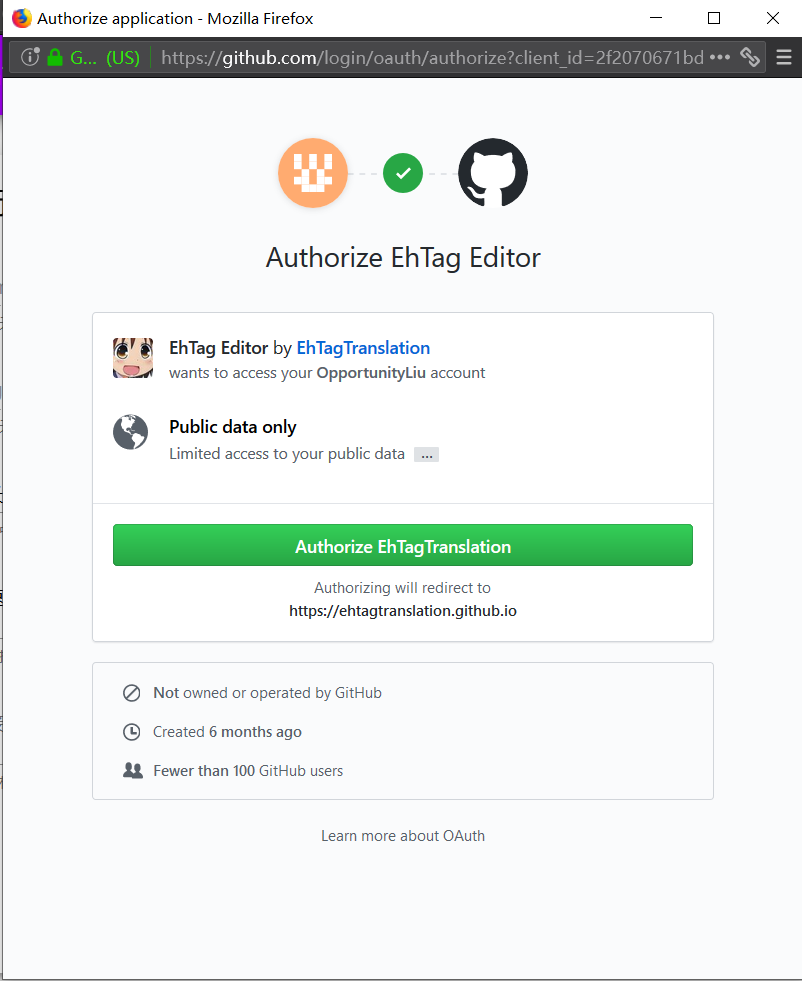 Authorize application - Mozilla Firefox
G... (US) https://github.com/login/oauth/authorize?client_id=2f2070671bd
Authorize EhTag Editor
EhTag Editor by EhTagTranslation
wants to access your OpportunityLiu account
Public data only
Limited access to your public data ...
Authorize EhTagTranslation
Authorizing will redirect to
https://ehtagtranslation.github.io
Not owned or operated by GitHub
Created 6 months ago
Fewer than 100 GitHub users
Learn more about OAuth